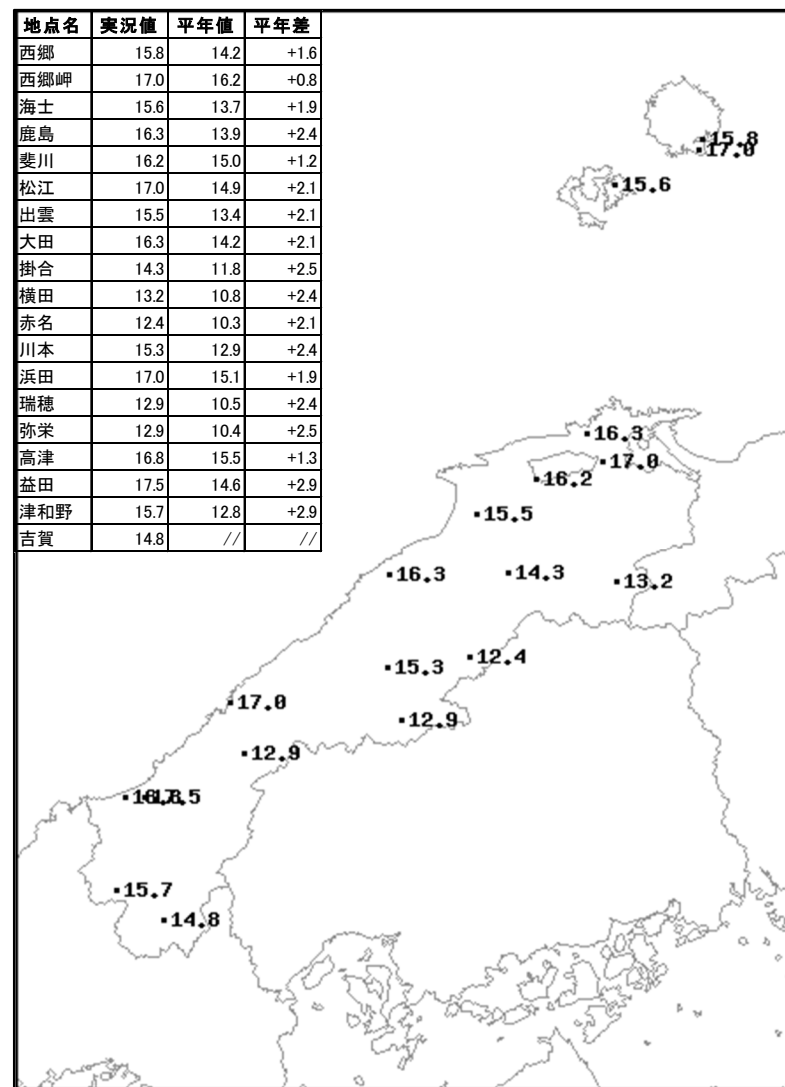 地点名 実況値 平年値 平年差
西郷 15.8 14.2 +1.6
西郷岬 17.0 16.2 +0.8
海士 15.6 13.7 +1.9
鹿島 16.3 13.9 +2.4
斐川 16.2 15.0 +1.2
松江 17.0 14.9 +2.1
出雲 15.5 13.4 +2.1
大田 16.3 14.2 +2.1
掛合 14.3 11.8 +2.5
横田 13.2 10.8 +2.4
赤名 12.4 10.3 +2.1
川本 15.3 12.9 +2.4
浜田 17.0 15.1 +1.9
瑞穂 12.9 10.5 +2.4
弥栄 12.9 10.4 +2.5
高津 16.8 15.5 +1.3
益田 17.5 14.6 +2.9
津和野 15.7 12.8 +2.9
吉賀 14.8 // //
15.8
17.0
15.6
16.3
17.0
16.2
15.5
16.3
14.3
13.2
12.4
15.3
17.0
12.9
12.9
16.8
17.5
15.7
14.8